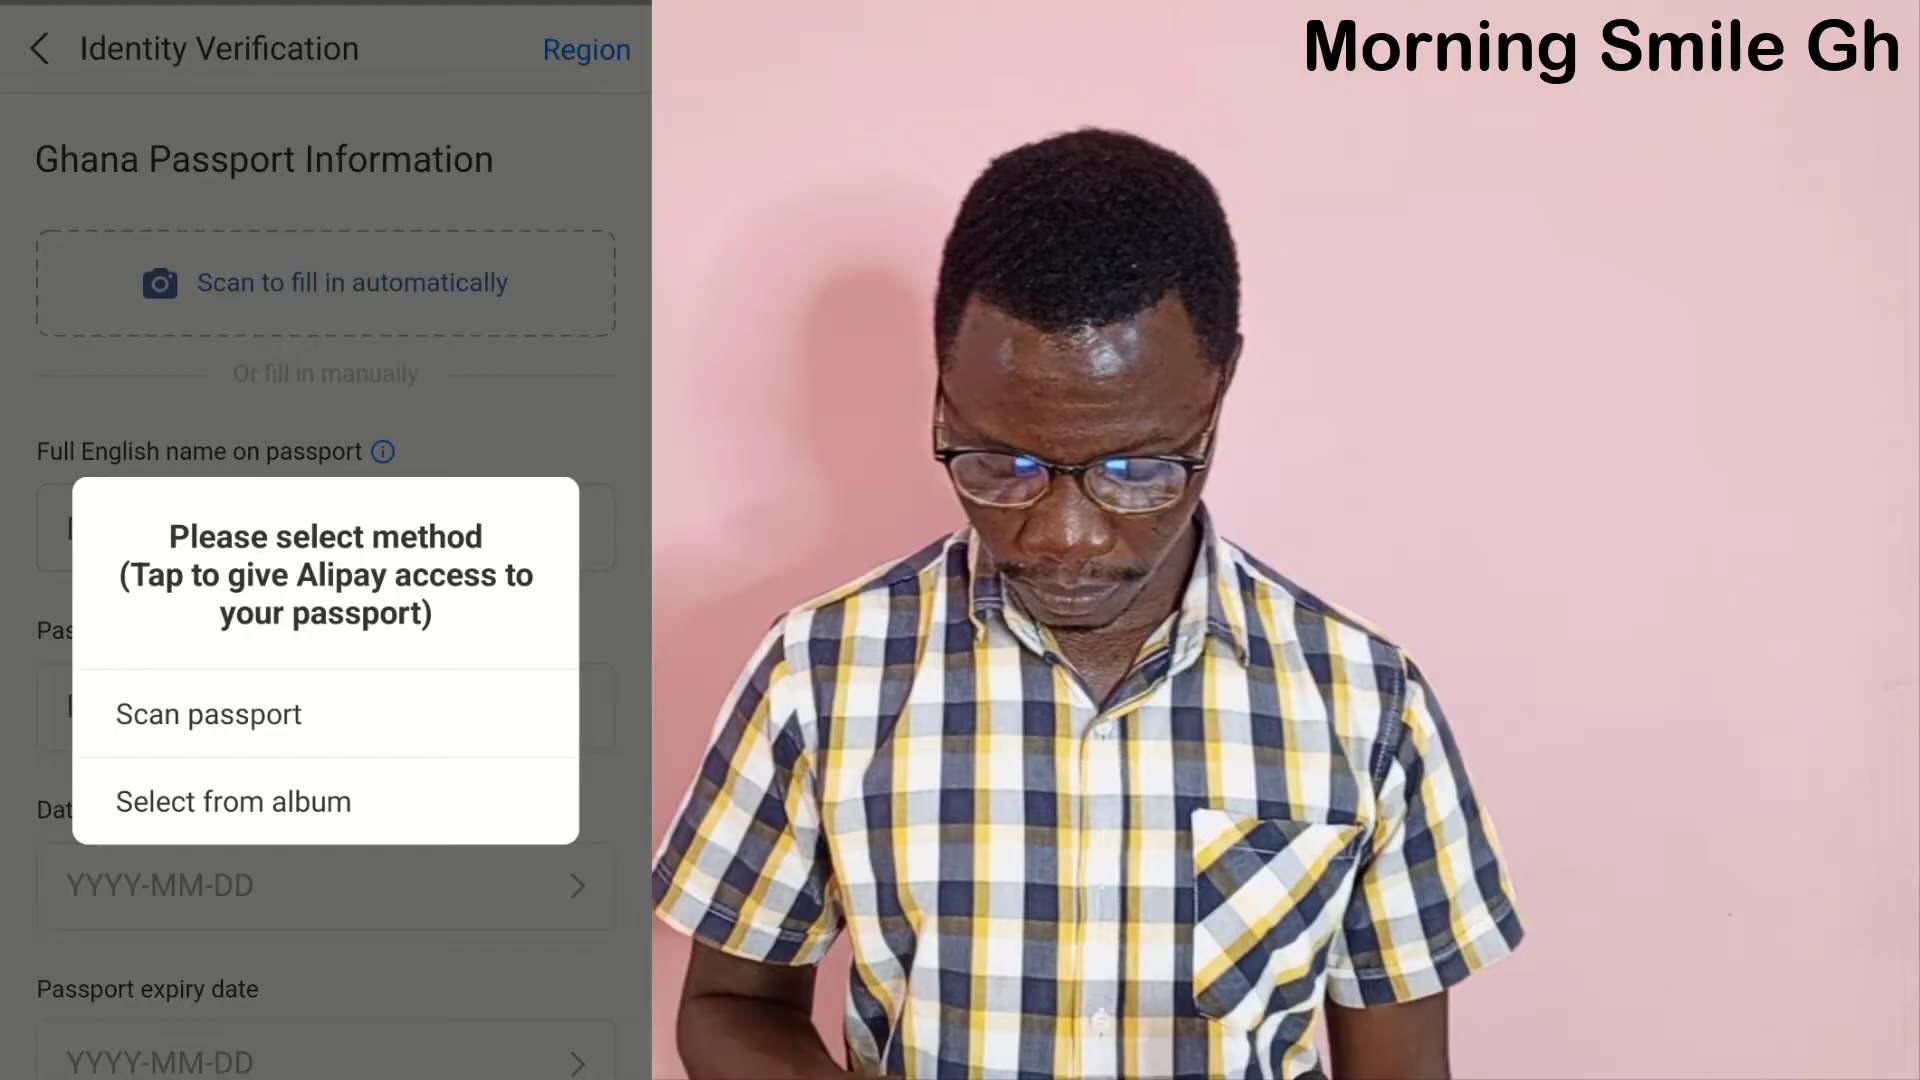 Identity Verification
Region
Ghana Passport Information
Scan to fill in automatically
Or fill in manually
Full English name on passport
Please select method
(Tap to give Alipay access to
your passport)
Pas
Scan passport
Dat
Select from album
YYYY-MM-DD
Passport expiry date
YYYY-MM-DD
Morning Smile Gh